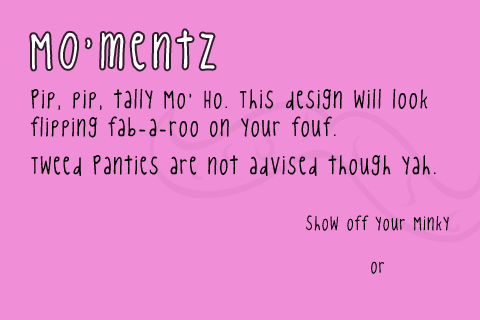 Mo'mentz
Pip, pip, tally Mo' Ho. This design will look
flipping fab-a-roo on your fouf.
Tweed Panties are not advised though yah.
Show off your Minky
or